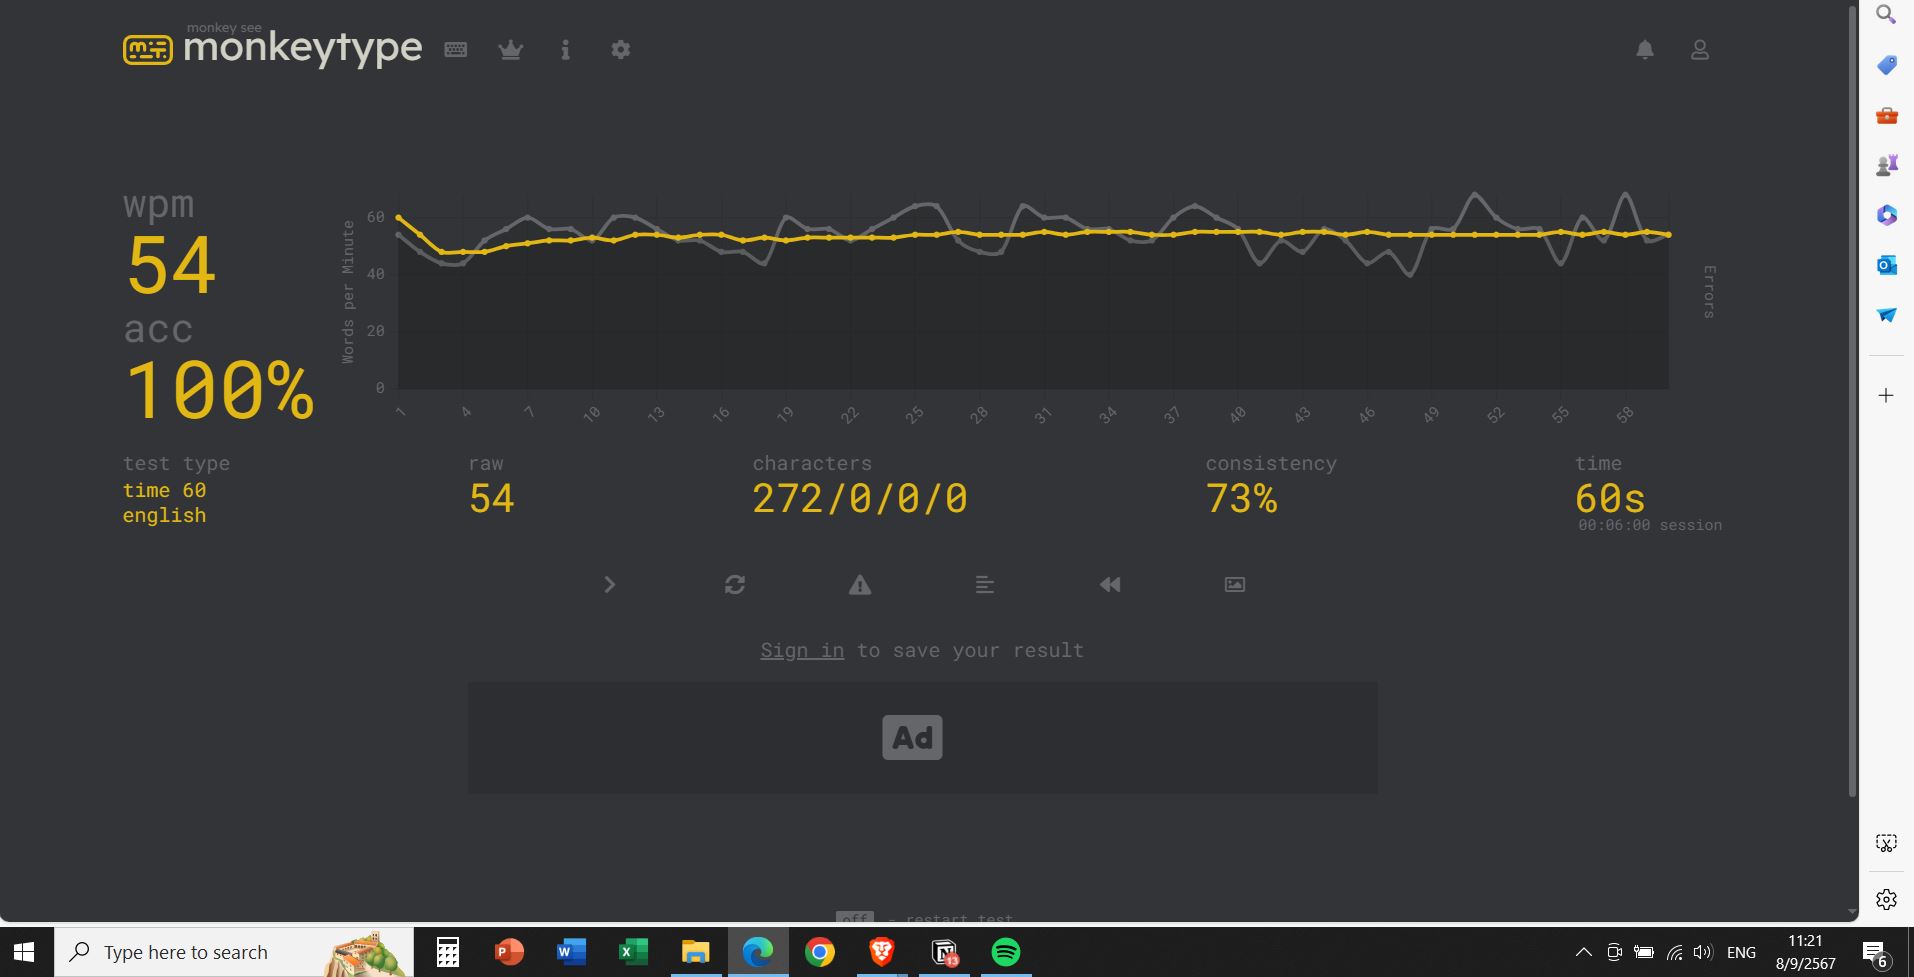 monkey see
monkeytype
wpm
54
acc
100%
Words per Minute
60
40
20
0
1 4 7 10 13 16 19 22 25 28 31 34 37 40 43 46 49 52 55 58
Errors
test type
time 60
english
raw
54
characters
272/0/0/0
consistency
73%
time
60s
00:06:00 session
Sign in to save your result
Ad
off - restart test
Type here to search
P
W
X
13
ENG
11:21
8/9/2567
6